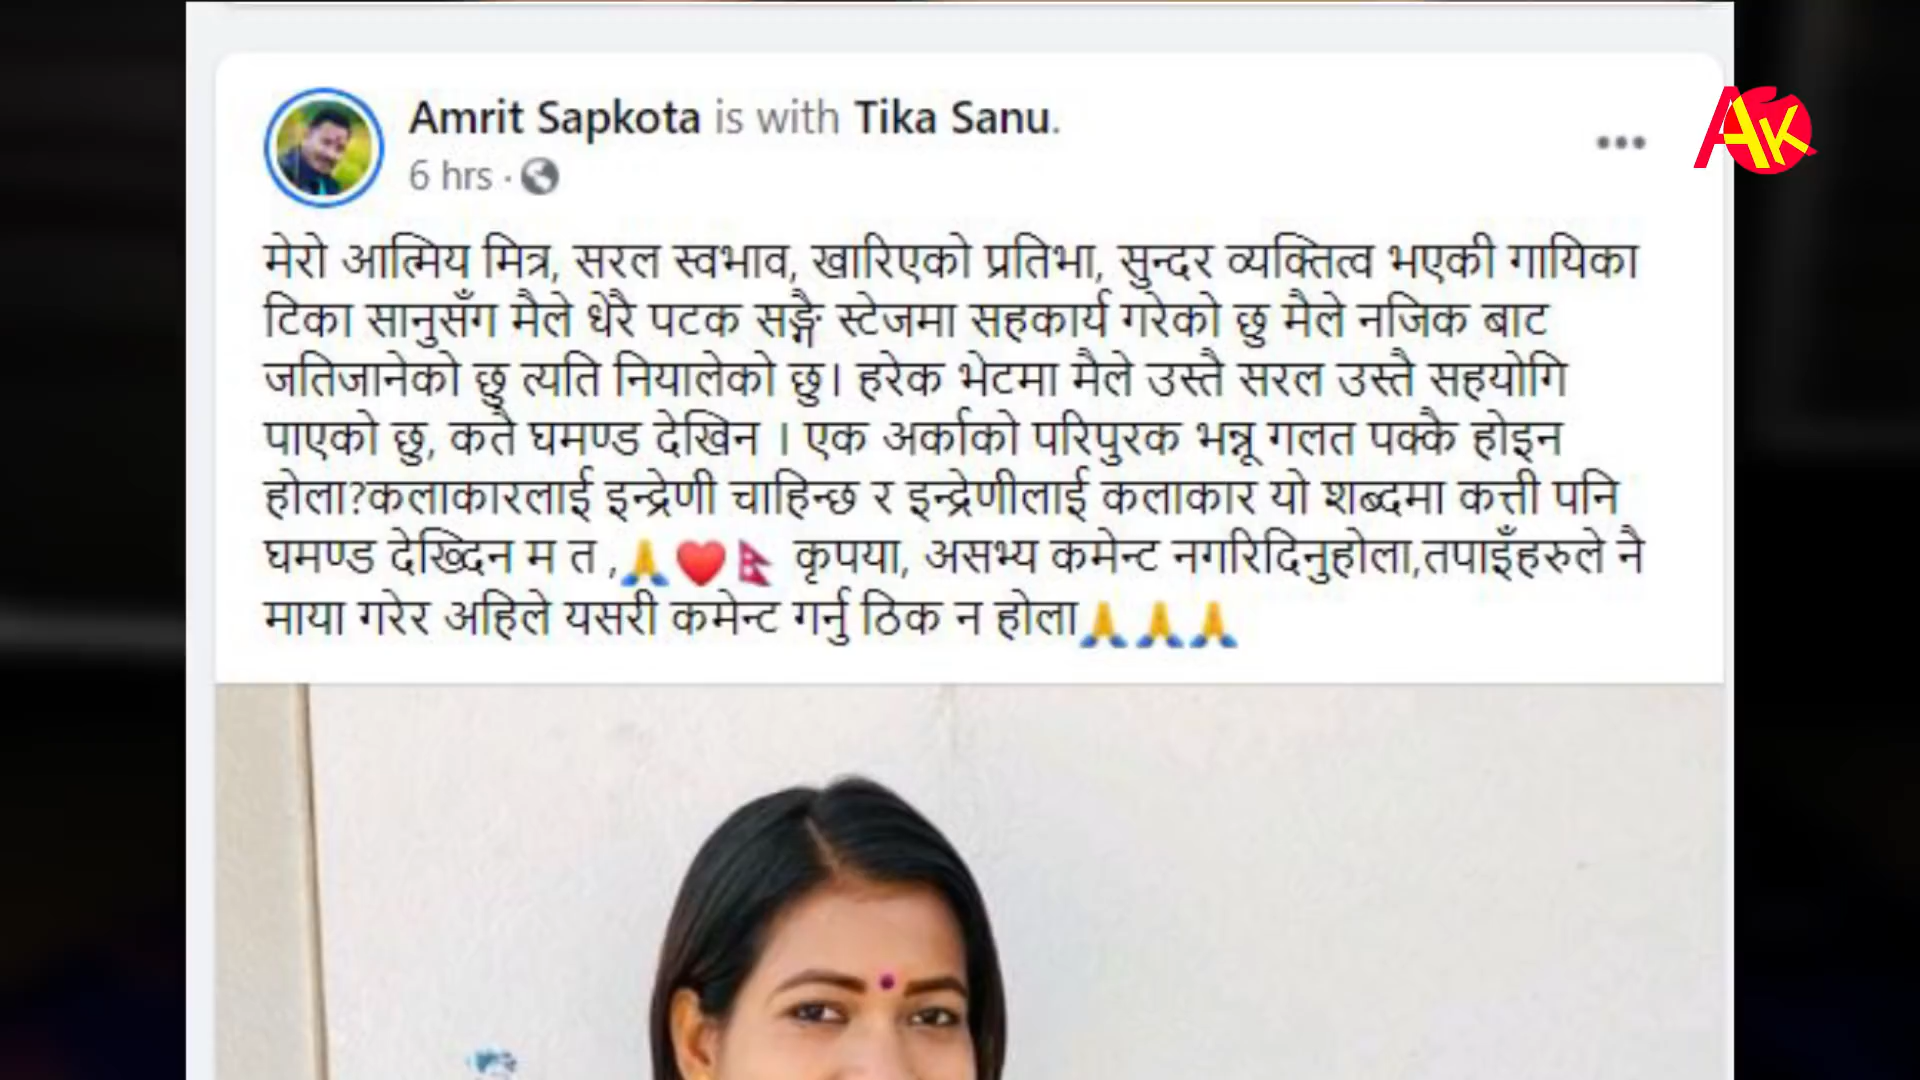 Amrit Sapkota is with Tika Sanu.
6 hrs ·
AK
मेरो आत्मिय मित्र, सरल स्वभाव, खारिएको प्रतिभा, सुन्दर व्यक्तित्व भएकी गायिका
टिका सानुसँग मैले धेरै पटक सङ्गै स्टेजमा सहकार्य गरेको छु मैले नजिक बाट
जतिजानेको छु त्यति नियालेको छु। हरेक भेटमा मैले उस्तै सरल उस्तै सहयोगि
पाएको छु, कतै घमण्ड देखिन । एक अर्काको परिपुरक भन्नू गलत पक्कै होइन
होला?कलाकारलाई इन्द्रेणी चाहिन्छ र इन्द्रेणीलाई कलाकार यो शब्दमा कत्ती पनि
घमण्ड देख्दिन म त ,🙏❤️🇳🇵 कृपया, असभ्य कमेन्ट नगरिदिनुहोला,तपाइँहरुले नै
माया गरेर अहिले यसरी कमेन्ट गर्नु ठिक न होला🙏🙏🙏